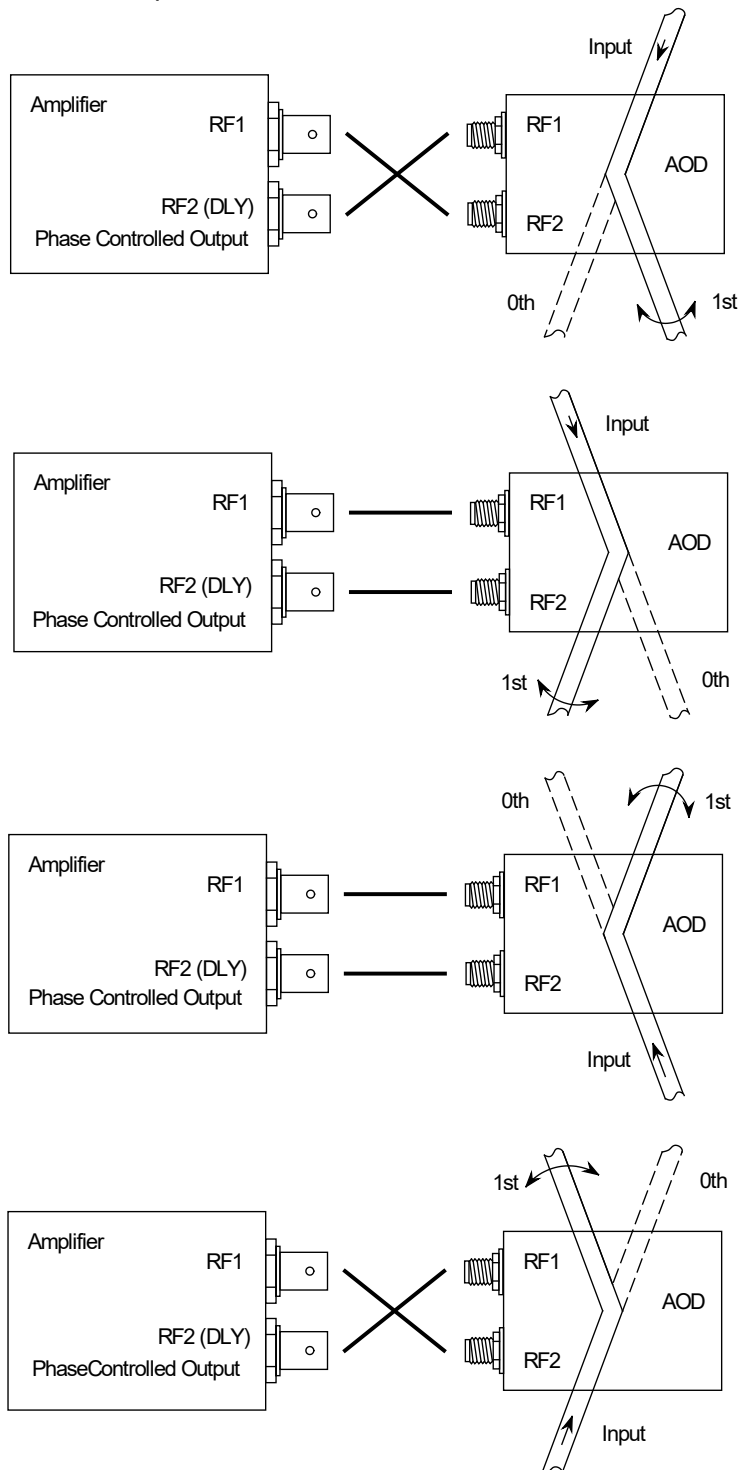 Input
Amplifier
RF1
RF1
AOD
RF2 (DLY)
Phase Controlled Output
RF2
0th
1st
Input
Amplifier
RF1
RF1
AOD
RF2 (DLY)
Phase Controlled Output
RF2
1st
0th
0th
1st
Amplifier
RF1
RF1
AOD
RF2 (DLY)
Phase Controlled Output
RF2
Input
1st
0th
Amplifier
RF1
RF1
AOD
RF2 (DLY)
PhaseControlled Output
RF2
Input